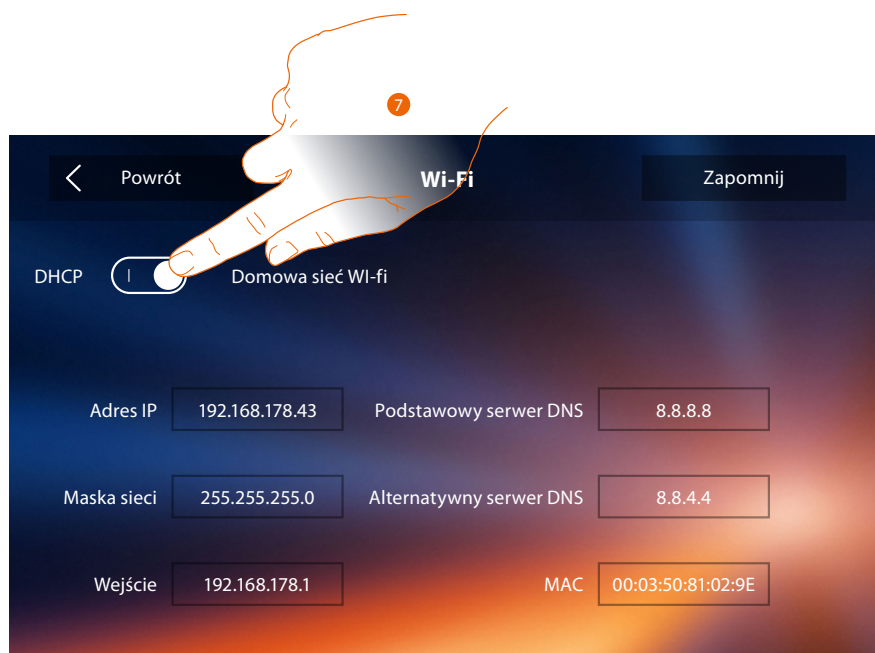 7
Powrót
Wi-Fi
Zapomnij
DHCP
Domowa sieć WI-fi
Adres IP 192.168.178.43 Podstawowy serwer DNS 8.8.8.8
Maska sieci 255.255.255.0 Alternatywny serwer DNS 8.8.4.4
Wejście 192.168.178.1 MAC 00:03:50:81:02:9E